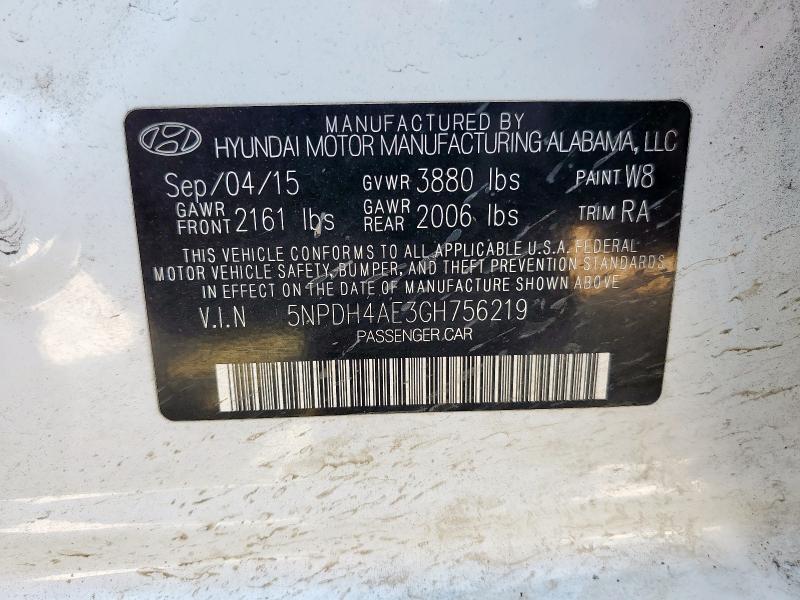 MANUFACTURED BY
HYUNDAI MOTOR MANUFACTURING ALABAMA, LLC
Sep/04/15 GVWR 3880 lbs PAINT W8
GAWR FRONT 2161 lbs GAWR REAR 2006 lbs TRIM RA
THIS VEHICLE CONFORMS TO ALL APPLICABLE U.S.A. FEDERAL
MOTOR VEHICLE SAFETY, BUMPER, AND THEFT PREVENTION STANDARDS
IN EFFECT ON THE DATE OF MANUFACTURE SHOWN ABOVE
V.I.N 5NPDH4AE3GH756219
PASSENGER CAR